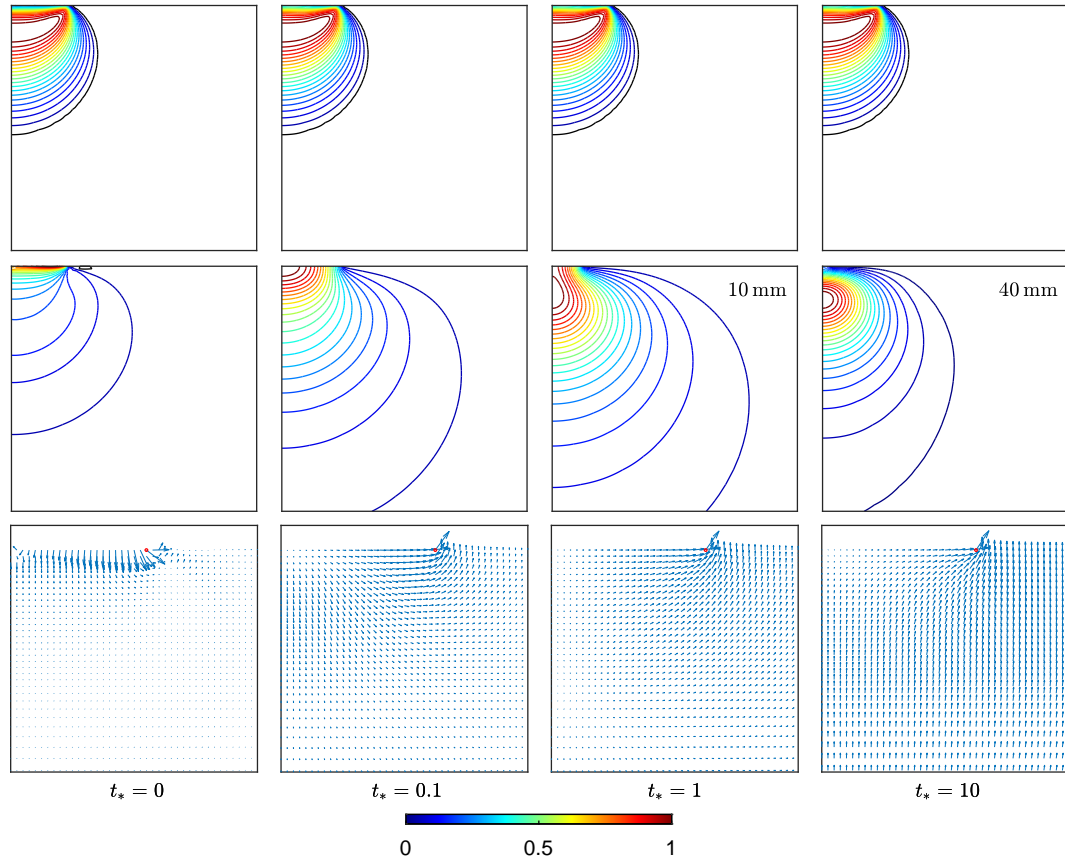 10 mm
40 mm
t* = 0
t* = 0.1
t* = 1
t* = 10
0
0.5
1